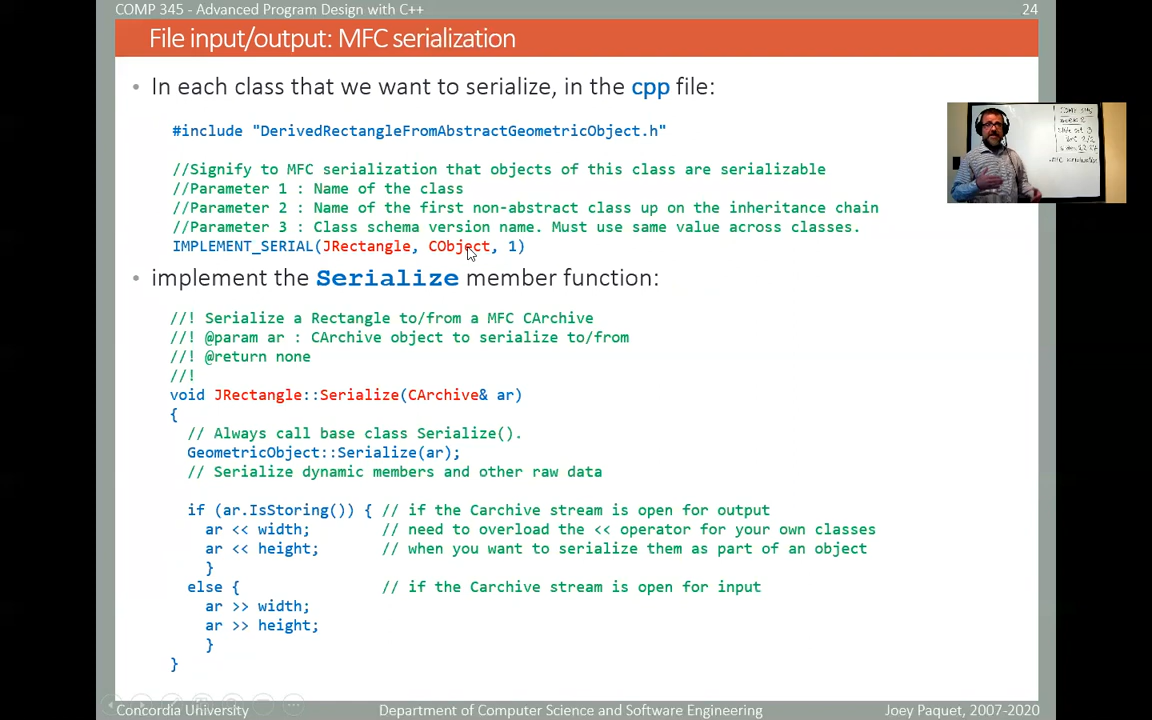 COMP 345 - Advanced Program Design with C++
24
File input/output: MFC serialization
• In each class that we want to serialize, in the cpp file:
#include "DerivedRectangleFromAbstractGeometricObject.h"
//Signify to MFC serialization that objects of this class are serializable
//Parameter 1 : Name of the class
//Parameter 2 : Name of the first non-abstract class up on the inheritance chain
//Parameter 3 : Class schema version name. Must use same value across classes.
IMPLEMENT_SERIAL(JRectangle, CObject, 1)
• implement the Serialize member function:
//! Serialize a Rectangle to/from a MFC CArchive
//! @param ar : CArchive object to serialize to/from
//! @return none
//!
void JRectangle::Serialize(CArchive& ar)
{
// Always call base class Serialize().
GeometricObject::Serialize(ar);
// Serialize dynamic members and other raw data
if (ar.IsStoring()) { // if the Carchive stream is open for output
ar << width; // need to overload the << operator for your own classes
ar << height; // when you want to serialize them as part of an object
}
else { // if the Carchive stream is open for input
ar >> width;
ar >> height;
}
}
Concordia University
Department of Computer Science and Software Engineering
Joey Paquet, 2007-2020
COMP 345